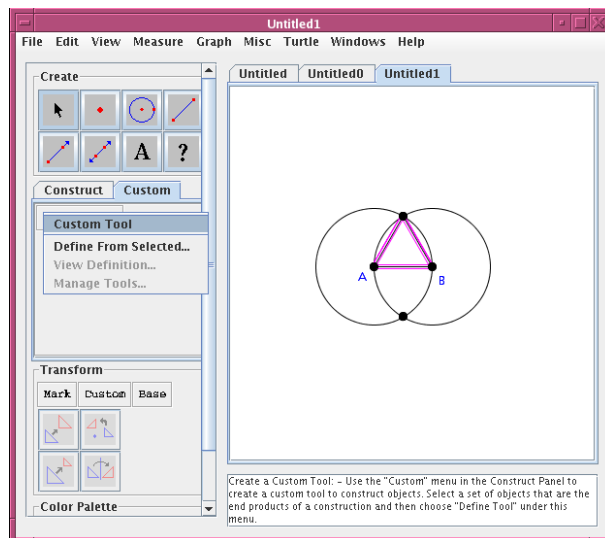 Untitled1
File Edit View Measure Graph Misc Turtle Windows Help
Create
A ?
Construct Custom
Custom Tool
Define From Selected...
View Definition...
Manage Tools...
Transform
Mark Custom Base
Color Palette
Untitled Untitled0 Untitled1
A B
Create a Custom Tool: - Use the "Custom" menu in the Construct Panel to
create a custom tool to construct objects. Select a set of objects that are the
end products of a construction and then choose "Define Tool" under this
menu.